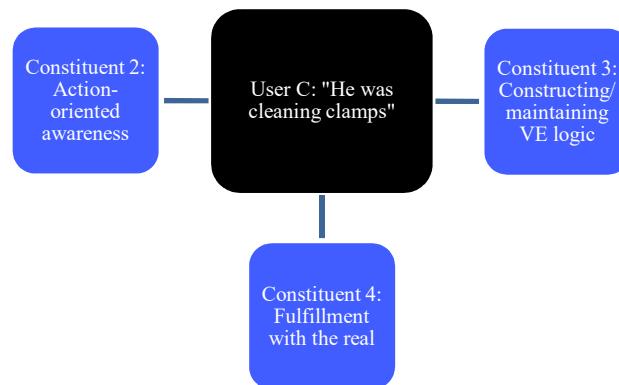 Constituent 2:
Action-
oriented
awareness
User C: "He was
cleaning clamps"
Constituent 3:
Constructing/
maintaining
VE logic
Constituent 4:
Fulfillment
with the real